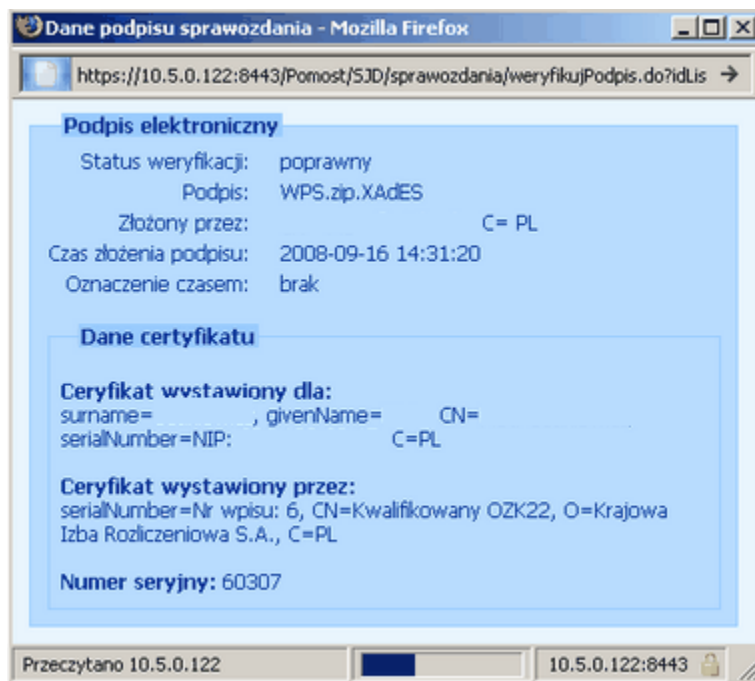 Dane podpisu sprawozdania - Mozilla Firefox
https://10.5.0.122:8443/Pomost/SJD/sprawozdania/weryfikujPodpis.do?idLis
Podpis elektroniczny
Status weryfikacji: poprawny
Podpis: WPS.zip.XAdES
Złożony przez: C= PL
Czas złożenia podpisu: 2008-09-16 14:31:20
Oznaczenie czasem: brak
Dane certyfikatu
Ceryfikat wystawiony dla:
surname= , givenName= CN=
serialNumber=NIP: C=PL
Ceryfikat wystawiony przez:
serialNumber=Nr wpisu: 6, CN=Kwalifikowany OZK22, O=Krajowa
Izba Rozliczeniowa S.A., C=PL
Numer seryjny: 60307
Przeczytano 10.5.0.122 10.5.0.122:8443